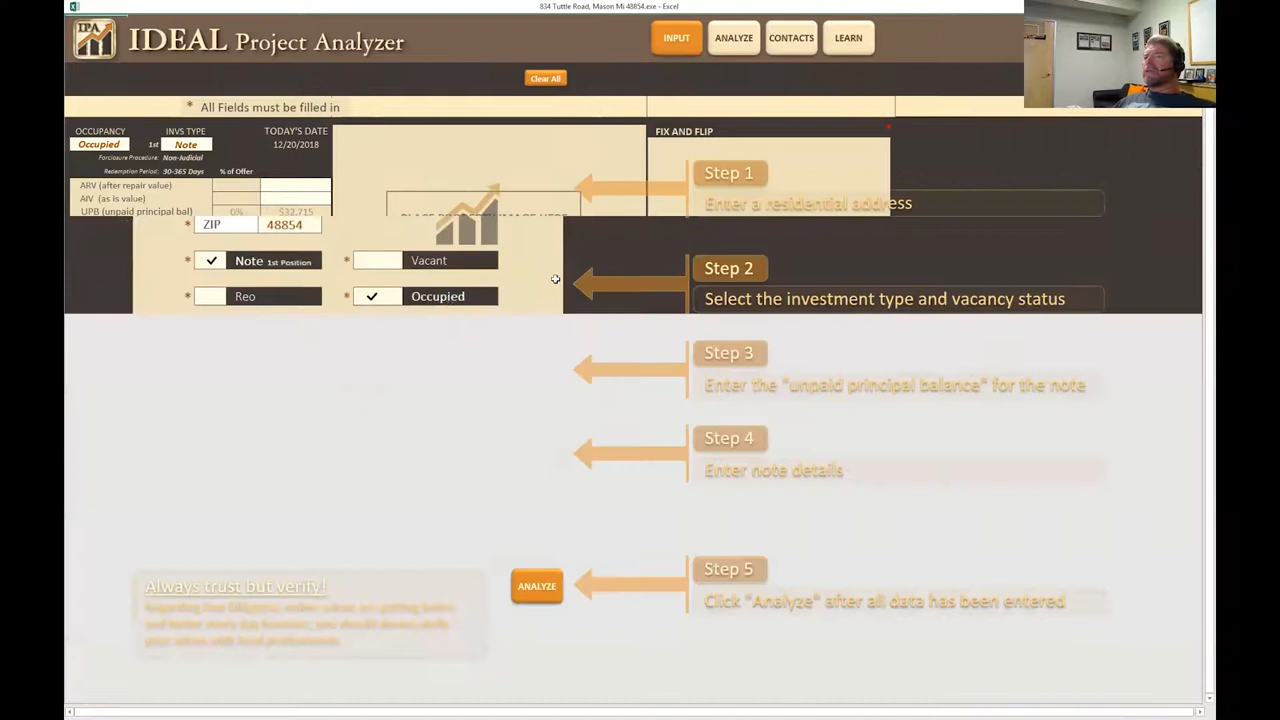 834 Tuttle Road, Mason Mi 48854.exe - Excel
IPA
IDEAL Project Analyzer
INPUT
ANALYZE
CONTACTS
LEARN
Clear All
* All Fields must be filled in
OCCUPANCY
INVS TYPE
TODAY'S DATE
FIX AND FLIP
*
Occupied
1st
Note
12/20/2018
Forclosure Procedure: Non-Judicial
Redemption Period: 30-365 Days
% of Offer
ARV (after repair value)
AIV (as is value)
UPB (unpaid principal bal)
0%
$32,715
PLACE PROPERTY IMAGE HERE
Step 1
Enter a residential address
* ZIP
48854
* Note 1st Position
* Vacant
* Reo
* Occupied
Step 2
Select the investment type and vacancy status
Step 3
Enter the "unpaid principal balance" for the note
Step 4
Enter note details
Step 5
Click "Analyze" after all data has been entered
ANALYZE
Always trust but verify!